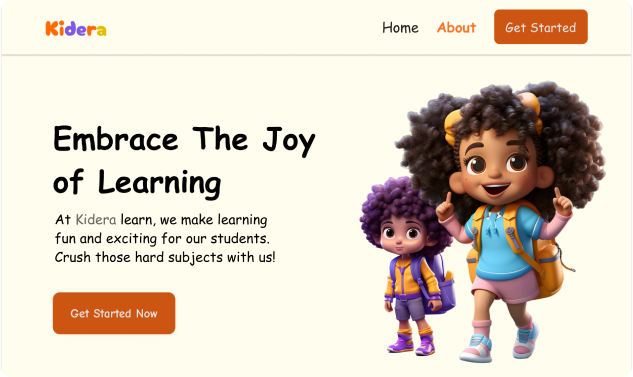 Kidera
Home About Get Started
Embrace The Joy
of Learning
At Kidera learn, we make learning
fun and exciting for our students.
Crush those hard subjects with us!
Get Started Now